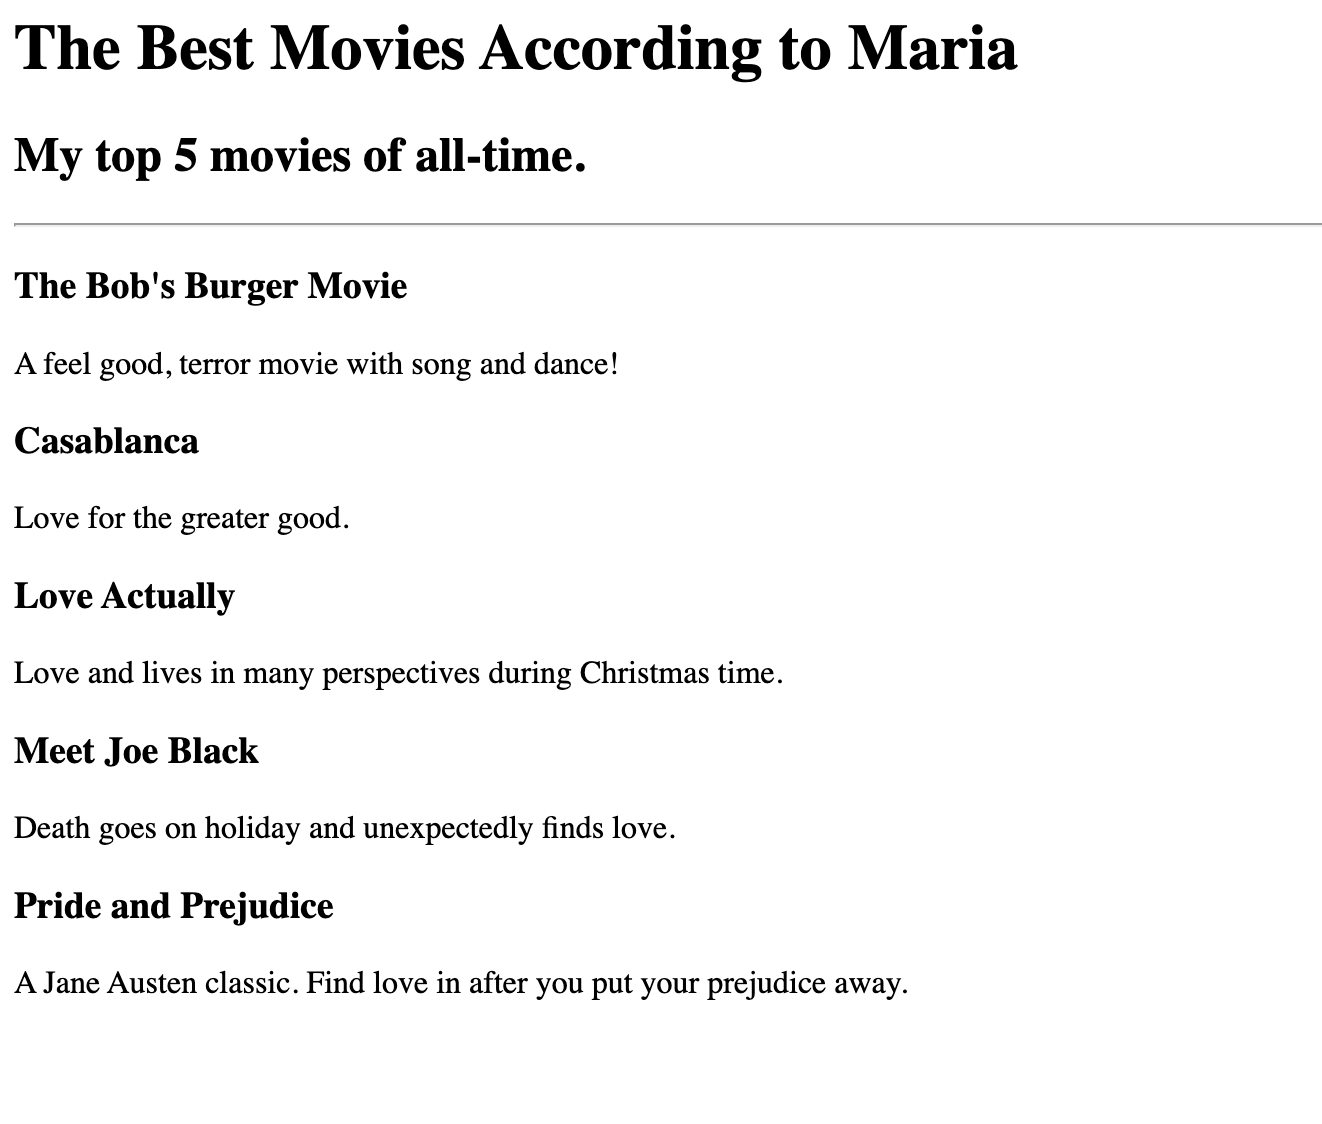 The Best Movies According to Maria
My top 5 movies of all-time.
The Bob's Burger Movie
A feel good, terror movie with song and dance!
Casablanca
Love for the greater good.
Love Actually
Love and lives in many perspectives during Christmas time.
Meet Joe Black
Death goes on holiday and unexpectedly finds love.
Pride and Prejudice
A Jane Austen classic. Find love in after you put your prejudice away.